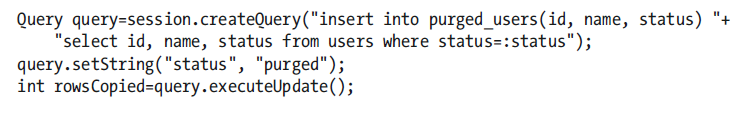 Query query=session.createQuery("insert into purged_users(id, name, status) "+
    "select id, name, status from users where status=:status");
query.setString("status", "purged");
int rowsCopied=query.executeUpdate();